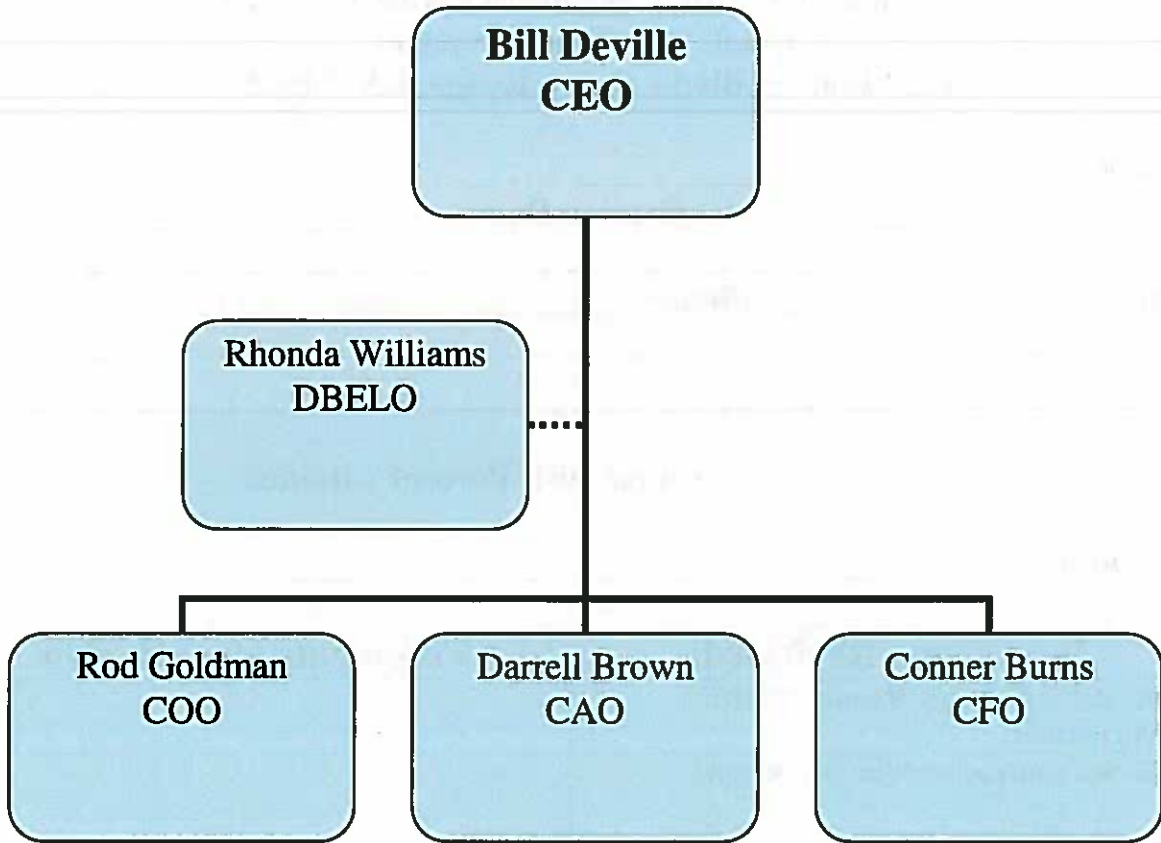 Bill Deville
CEO
Rhonda Williams
DBELO
Rod Goldman
COO
Darrell Brown
CAO
Conner Burns
CFO